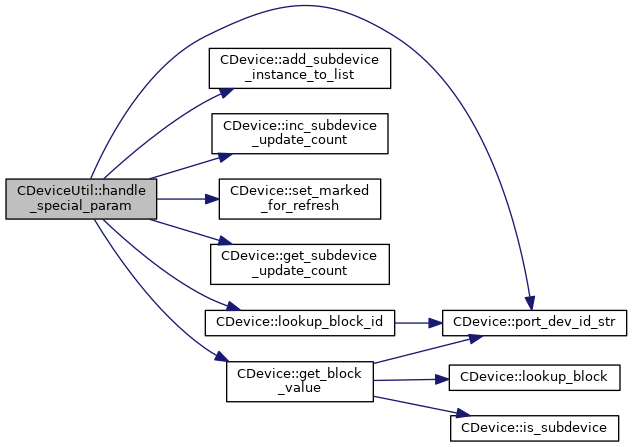 CDevice::add_subdevice
_instance_to_list
CDevice::inc_subdevice
_update_count
CDeviceUtil::handle
_special_param
CDevice::set_marked
_for_refresh
CDevice::get_subdevice
_update_count
CDevice::lookup_block_id
CDevice::port_dev_id_str
CDevice::get_block
_value
CDevice::lookup_block
CDevice::is_subdevice